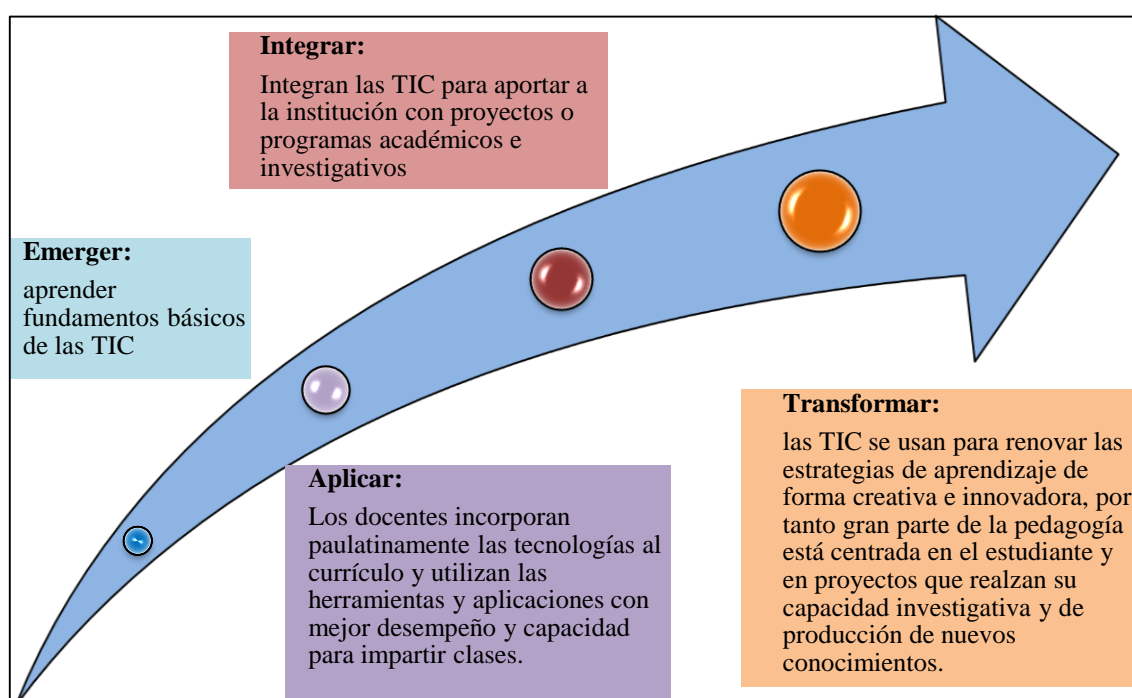 Integrar:
Integran las TIC para aportar a
la institución con proyectos o
programas académicos e
investigativos
Emerger:
aprender
fundamentos básicos
de las TIC
Aplicar:
Los docentes incorporan
paulatinamente las tecnologías al
currículo y utilizan las
herramientas y aplicaciones con
mejor desempeño y capacidad
para impartir clases.
Transformar:
las TIC se usan para renovar las
estrategias de aprendizaje de
forma creativa e innovadora, por
tanto gran parte de la pedagogía
está centrada en el estudiante y
en proyectos que realzan su
capacidad investigativa y de
producción de nuevos
conocimientos.